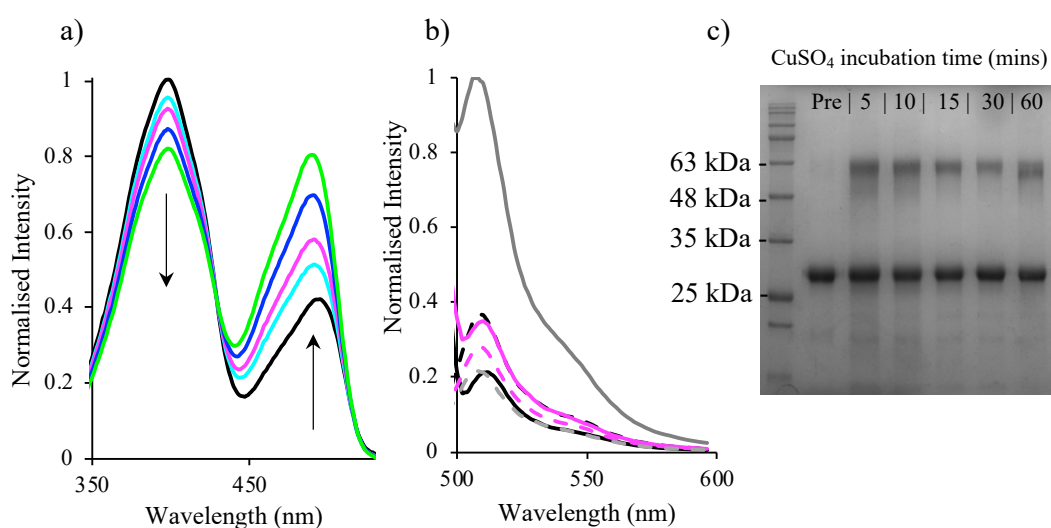 a)
Normalised Intensity
1
0.8
0.6
0.4
0.2
0
350
450
Wavelength (nm)
b)
Normalised Intensity
1
0.8
0.6
0.4
0.2
0
500
550
600
Wavelength (nm)
c)
CuSO₄ incubation time (mins)
Pre | 5 | 10 | 15 | 30 | 60
63 kDa
48 kDa
35 kDa
25 kDa